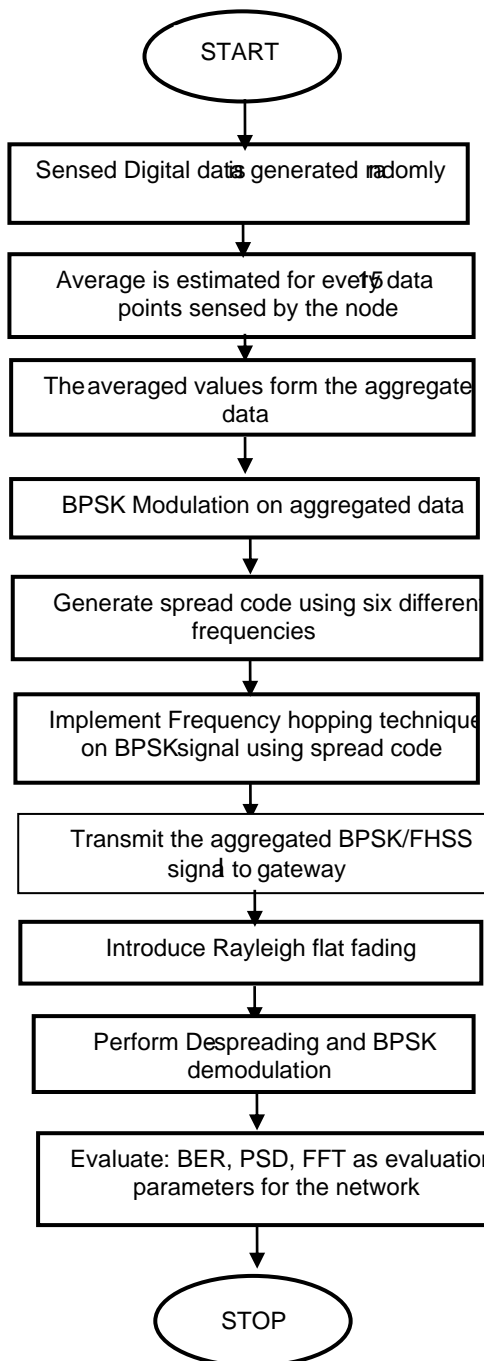 START
Sensed Digital data is generated randomly
Average is estimated for every 15 data
points sensed by the node
The averaged values form the aggregate
data
BPSK Modulation on aggregated data
Generate spread code using six different
frequencies
Implement Frequency hopping technique
on BPSK signal using spread code
Transmit the aggregated BPSK/FHSS
signal to gateway
Introduce Rayleigh flat fading
Perform De-spreading and BPSK
demodulation
Evaluate: BER, PSD, FFT as evaluation
parameters for the network
STOP